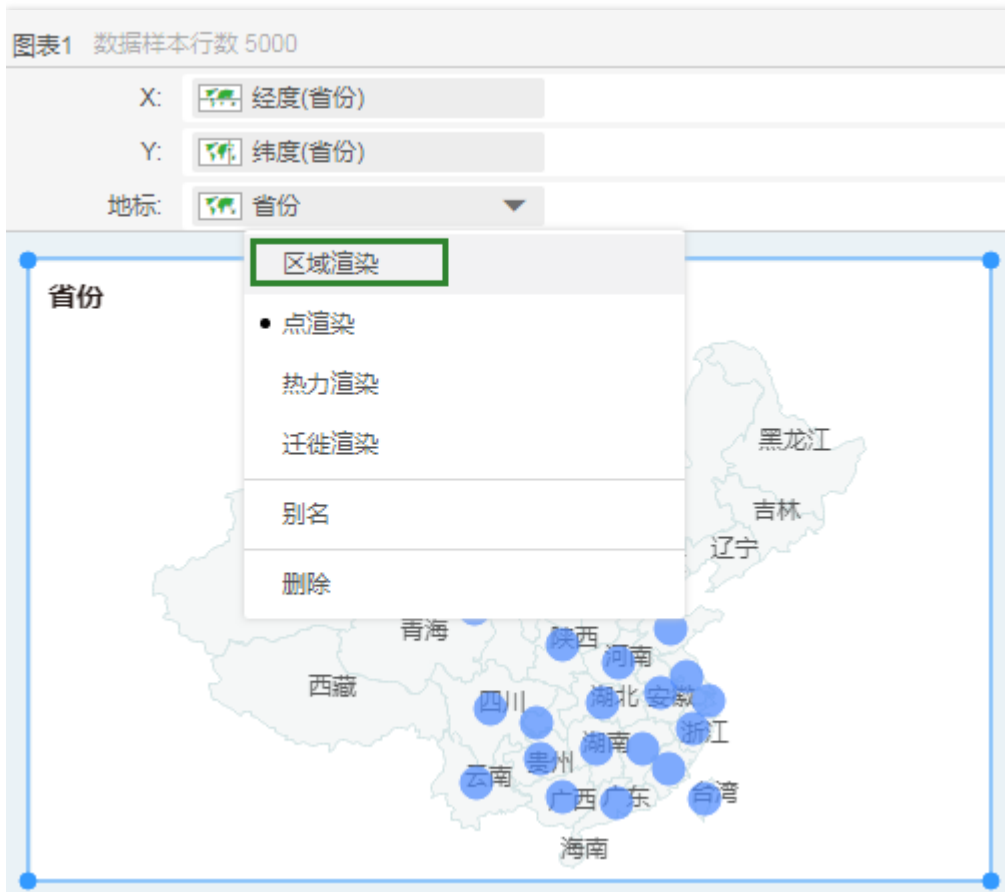 图表1 数据样本行数 5000
X: 经度(省份)
Y: 纬度(省份)
地标: 省份
区域渲染
省份
点渲染
热力渲染
迁徙渲染
别名
删除
黑龙江
吉林
辽宁
青海
陕西
河南
西藏
四川
湖北
安徽
浙江
湖南
贵州
云南
广西
广东
台湾
海南